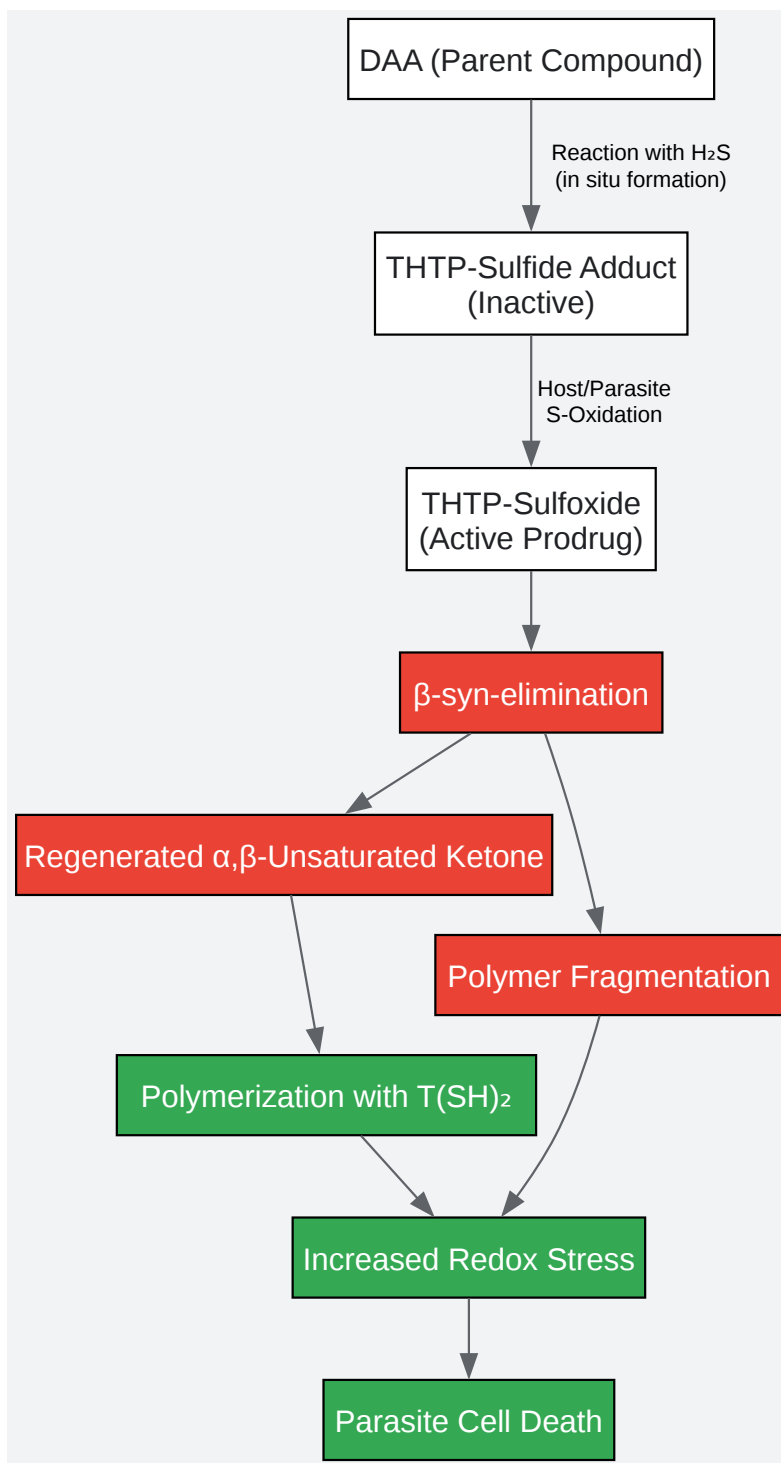 DAA (Parent Compound)
Reaction with H₂S
(in situ formation)
THTP-Sulfide Adduct
(Inactive)
Host/Parasite
S-Oxidation
THTP-Sulfoxide
(Active Prodrug)
β-syn-elimination
Regenerated α,β-Unsaturated Ketone
Polymer Fragmentation
Polymerization with T(SH)₂
Increased Redox Stress
Parasite Cell Death